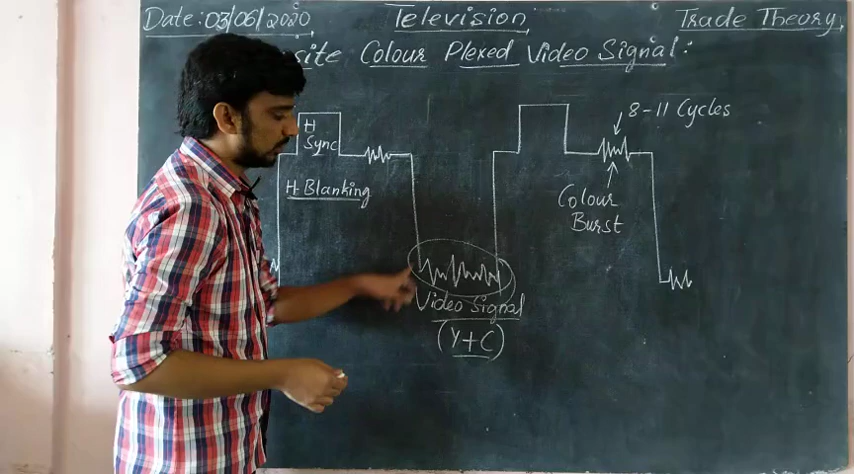 Date: 03/06/2020 Television Trade Theory
site Colour Plexed Video Signal:
8-11 Cycles
H
Sync
H Blanking
Colour
Burst
Video Signal
(Y+C)